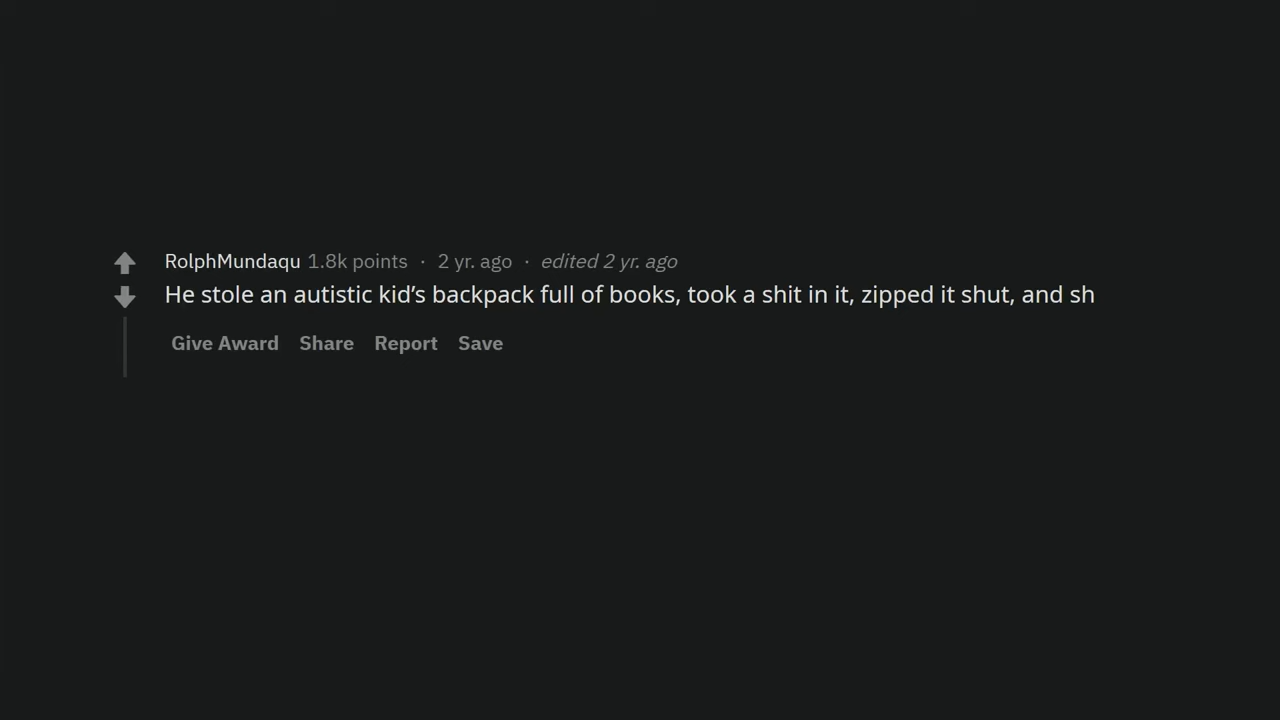 RolphMundaqu 1.8k points · 2 yr. ago · edited 2 yr. ago
He stole an autistic kid’s backpack full of books, took a shit in it, zipped it shut, and sh
Give Award Share Report Save